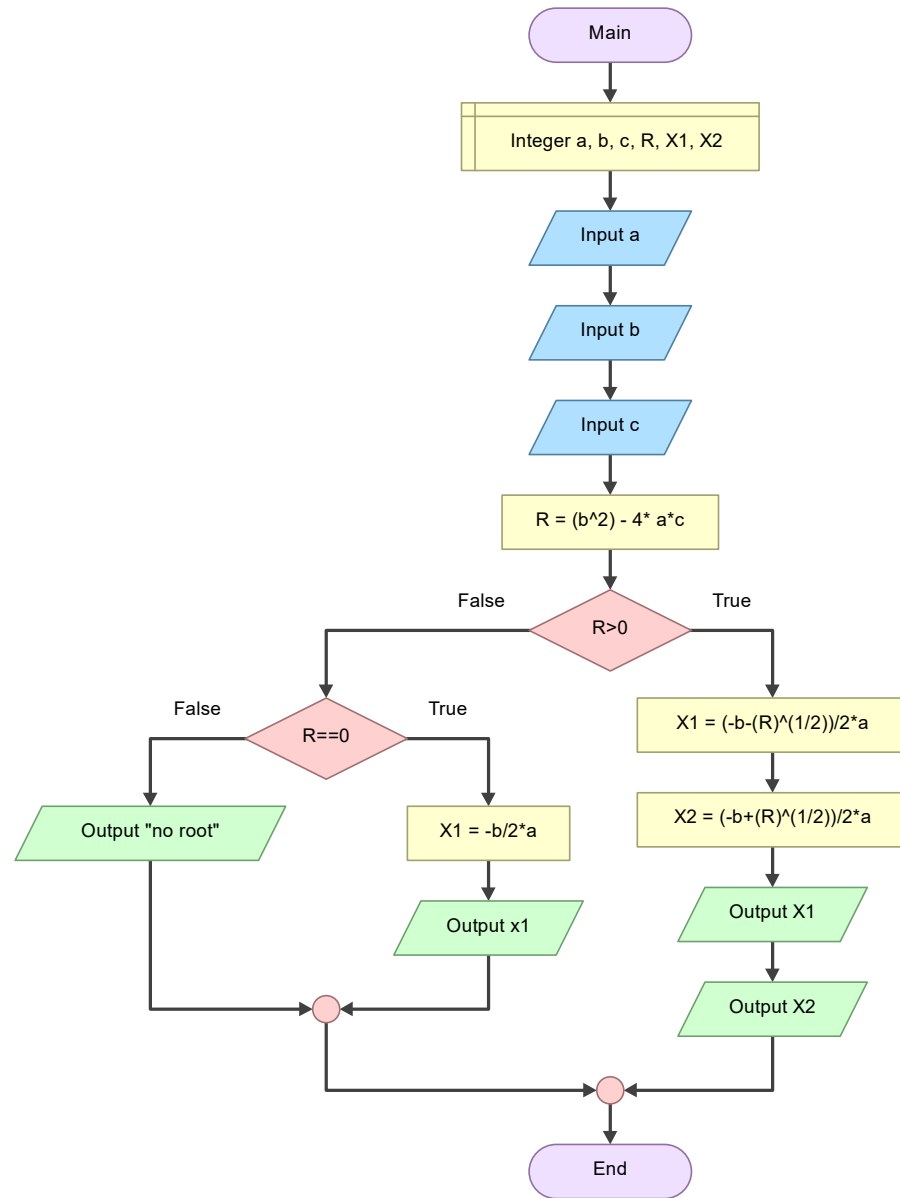 Main
Integer a, b, c, R, X1, X2
Input a
Input b
Input c
R = (b^2) - 4* a*c
False
True
R>0
False
True
R==0
X1 = (-b-(R)^(1/2))/2*a
Output "no root"
X1 = -b/2*a
X2 = (-b+(R)^(1/2))/2*a
Output x1
Output X1
Output X2
End